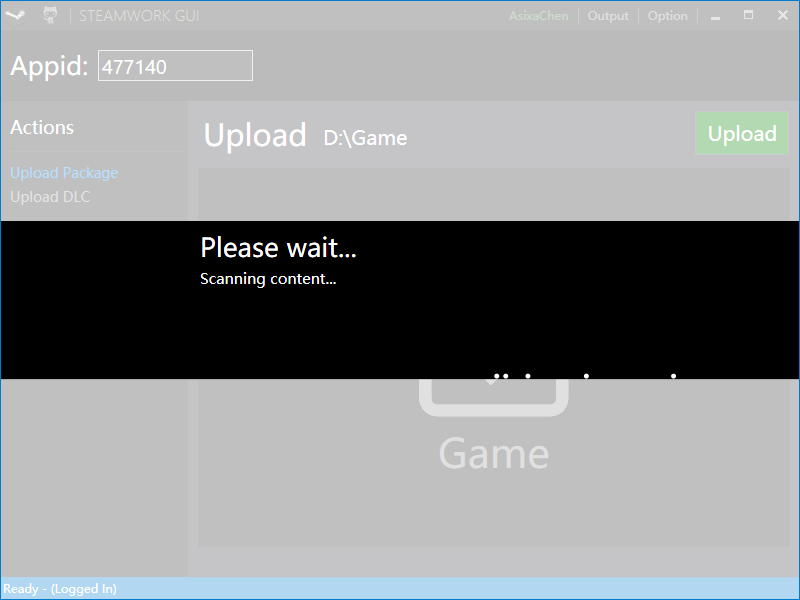 STEAMWORK GUI AsixaChen Output Option
Appid: 477140
Actions
Upload Package
Upload DLC
Upload D:\Game Upload
Please wait...
Scanning content...
Game
Ready - (Logged In)